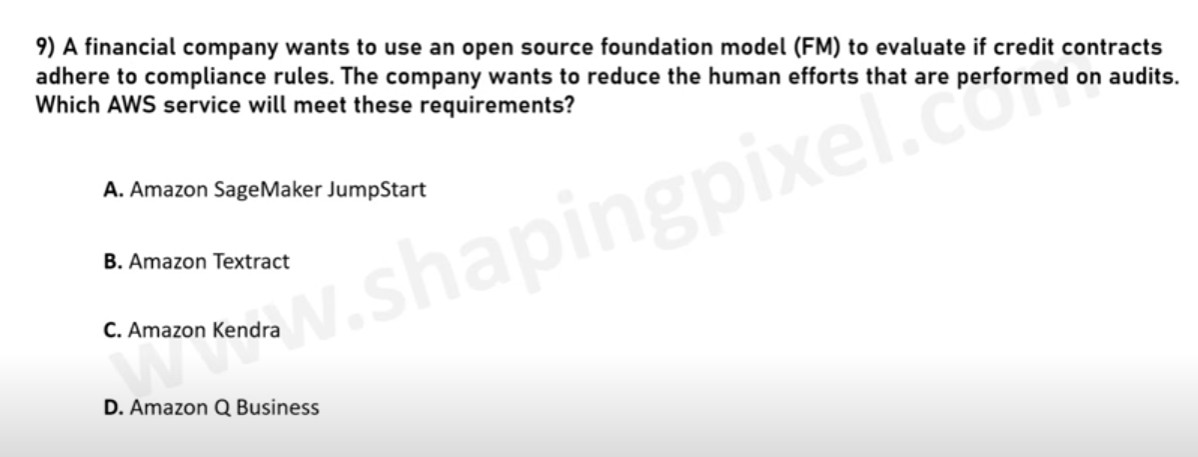 9) A financial company wants to use an open source foundation model (FM) to evaluate if credit contracts
adhere to compliance rules. The company wants to reduce the human efforts that are performed on audits.
Which AWS service will meet these requirements?
A. Amazon SageMaker JumpStart
B. Amazon Textract
C. Amazon Kendra
D. Amazon Q Business
www.shapingpixel.com